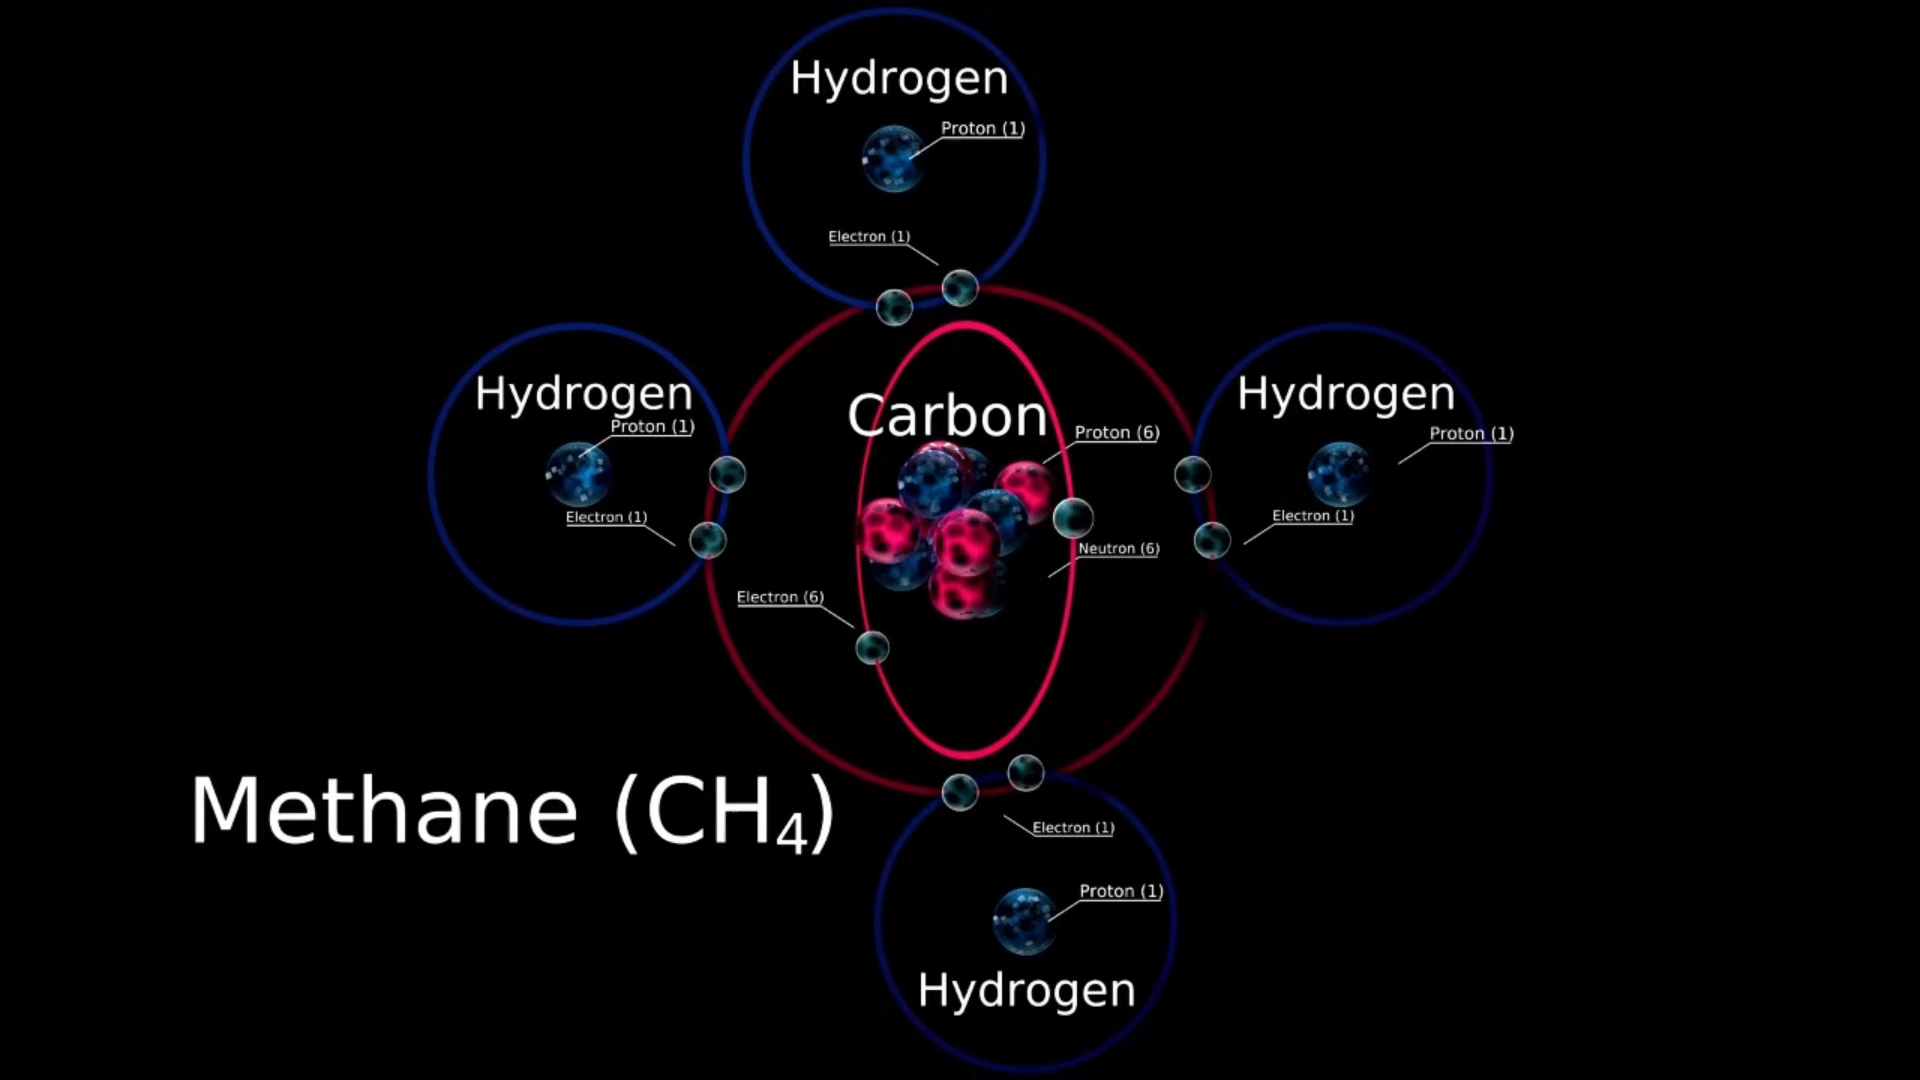 Hydrogen
Proton (1)
Electron (1)
Hydrogen
Proton (1)
Electron (1)
Carbon
Proton (6)
Neutron (6)
Electron (6)
Hydrogen
Proton (1)
Electron (1)
Methane (CH₄)
Electron (1)
Proton (1)
Hydrogen